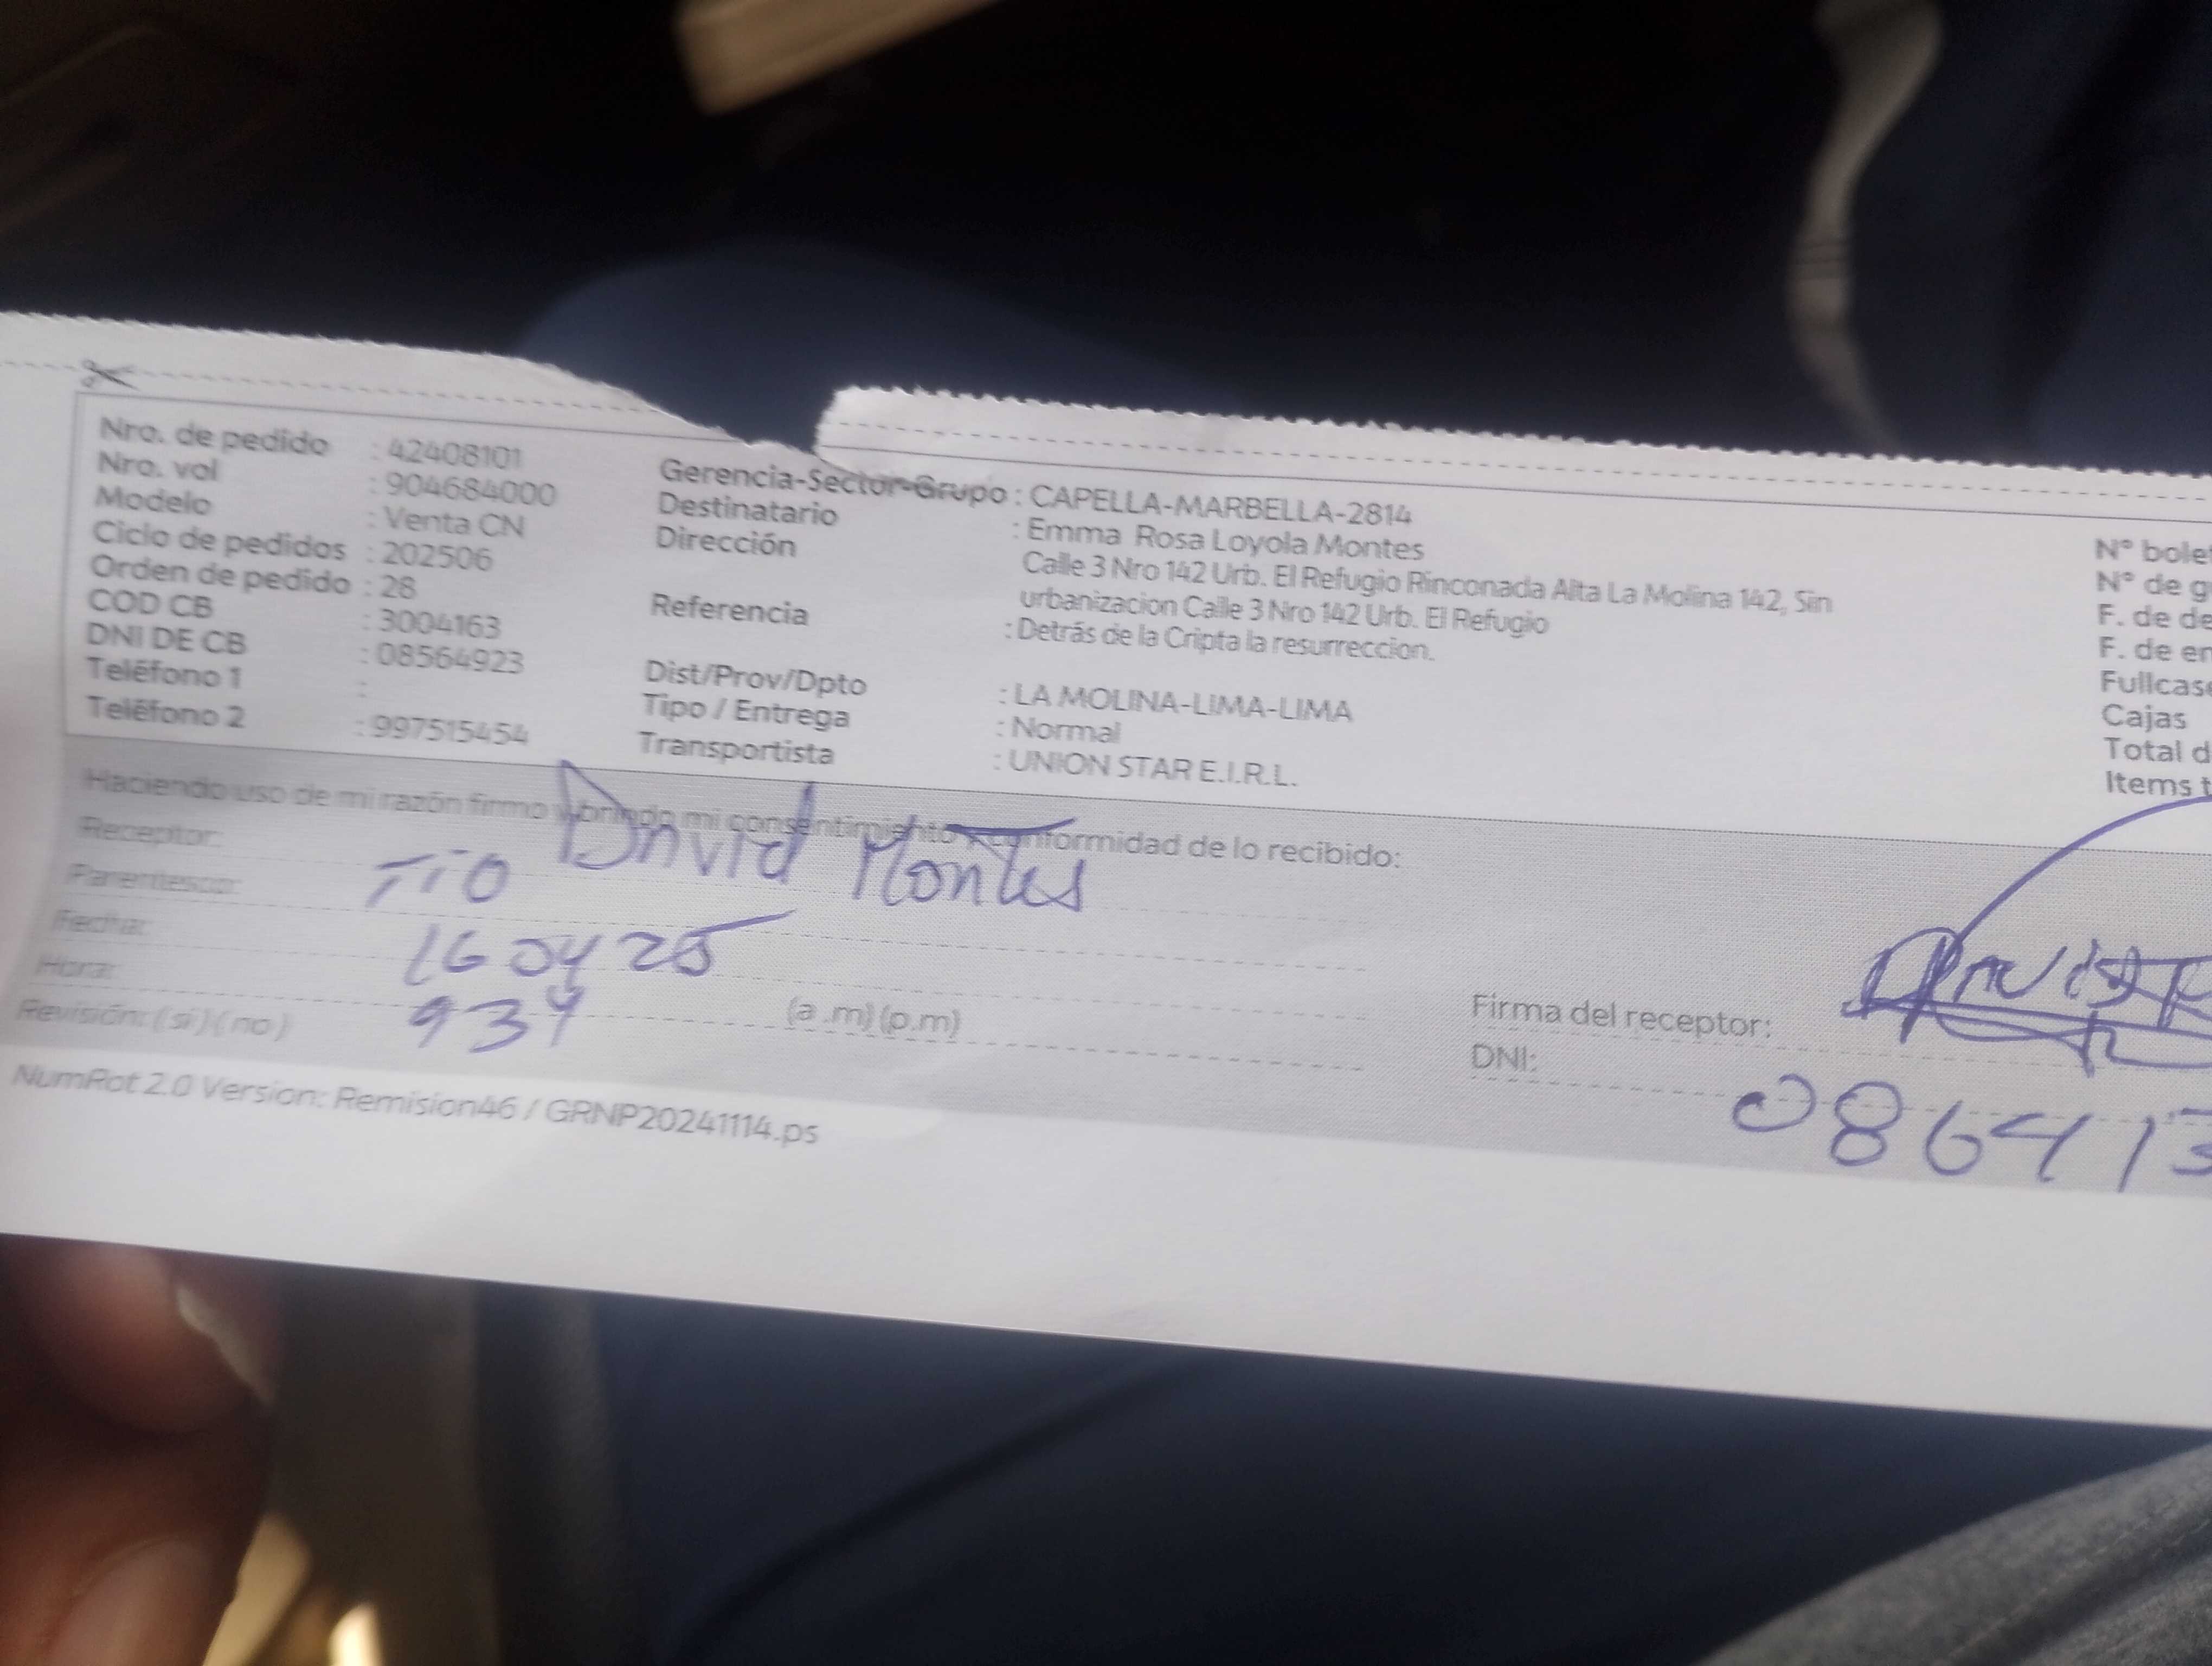 Nro. de pedido : 42408101
Nro. vol : 904684000
Modelo : Venta CN
Ciclo de pedidos : 202506
Orden de pedido : 28
COD CB : 3004163
DNI DE CB : 08564923
Teléfono 1 :
Teléfono 2 : 997515454
Gerencia-Sector-Grupo : CAPELLA-MARBELLA-2814
Destinatario : Emma Rosa Loyola Montes
Dirección Calle 3 Nro 142 Urb. El Refugio Rinconada Alta La Molina 142, Sin
urbanizacion Calle 3 Nro 142 Urb. El Refugio
Referencia : Detrás de la Cripta la resurreccion.
Dist/Prov/Dpto : LA MOLINA-LIMA-LIMA
Tipo / Entrega : Normal
Transportista : UNION STAR E.I.R.L.
N° bole
N° de g
F. de de
F. de en
Fullcase
Cajas
Total d
Items t
Haciendo uso de mi razón firmo y brindo mi consentimiento y conformidad de lo recibido:
Receptor: David Montes
Parentesco: TIO
Fecha: 16 04 25
Hora: 934 (a .m) (p.m)
Revisión: ( si ) ( no )
Firma del receptor:
DNI: 086413
NumRot 2.0 Version: Remision46 / GRNP20241114.ps